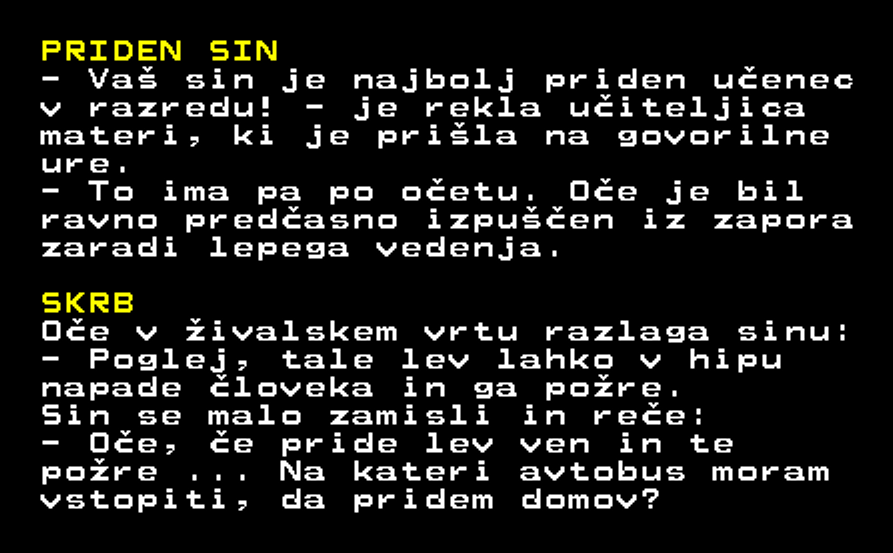 PRIDEN SIN
- Vaš sin je najbolj priden učenec
v razredu! - je rekla učiteljica
materi, ki je prišla na govorilne
ure.
- To ima pa po očetu. Oče je bil
ravno predčasno izpuščen iz zapora
zaradi lepega vedenja.
SKRB
Oče v živalskem vrtu razlaga sinu:
- Poglej, tale lev lahko v hipu
napade človeka in ga požre.
Sin se malo zamisli in reče:
- Oče, če pride lev ven in te
požre ... Na kateri avtobus moram
vstopiti, da pridem domov?